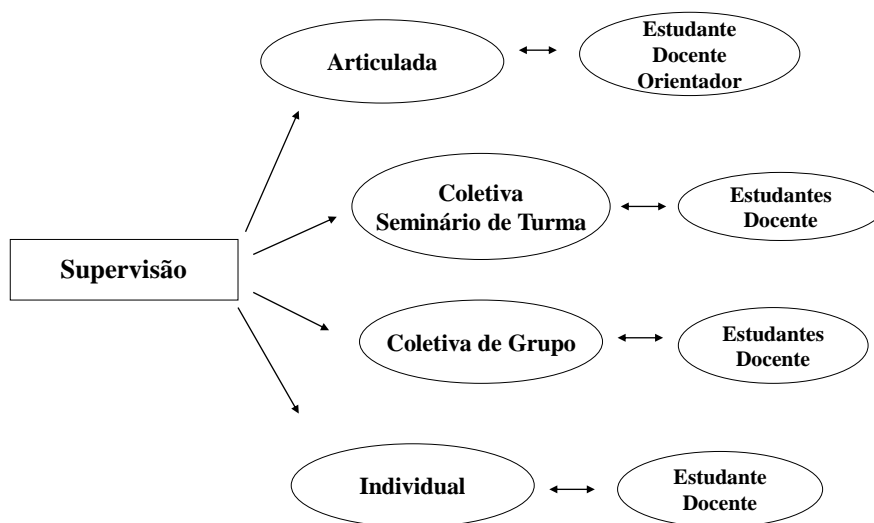 Articulada
Estudante
Docente
Orientador
Coletiva
Seminário de Turma
Estudantes
Docente
Supervisão
Coletiva de Grupo
Estudantes
Docente
Individual
Estudante
Docente